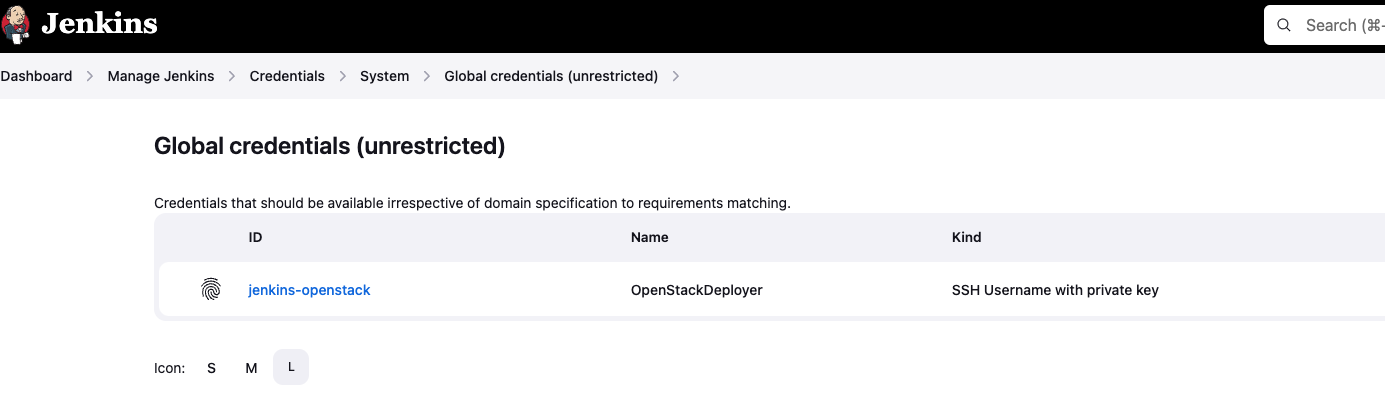 Jenkins
Search (⌘-
Dashboard > Manage Jenkins > Credentials > System > Global credentials (unrestricted) >
Global credentials (unrestricted)
Credentials that should be available irrespective of domain specification to requirements matching.
ID Name Kind
jenkins-openstack OpenStackDeployer SSH Username with private key
Icon: S M L